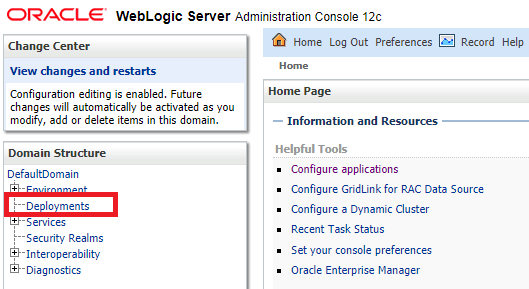 ORACLE WebLogic Server Administration Console 12c
Change Center
View changes and restarts
Configuration editing is enabled. Future
changes will automatically be activated as you
modify, add or delete items in this domain.
Domain Structure
DefaultDomain
Environment
Deployments
Services
Security Realms
Interoperability
Diagnostics
Home Log Out Preferences Record Help
Home
Home Page
Information and Resources
Helpful Tools
Configure applications
Configure GridLink for RAC Data Source
Configure a Dynamic Cluster
Recent Task Status
Set your console preferences
Oracle Enterprise Manager